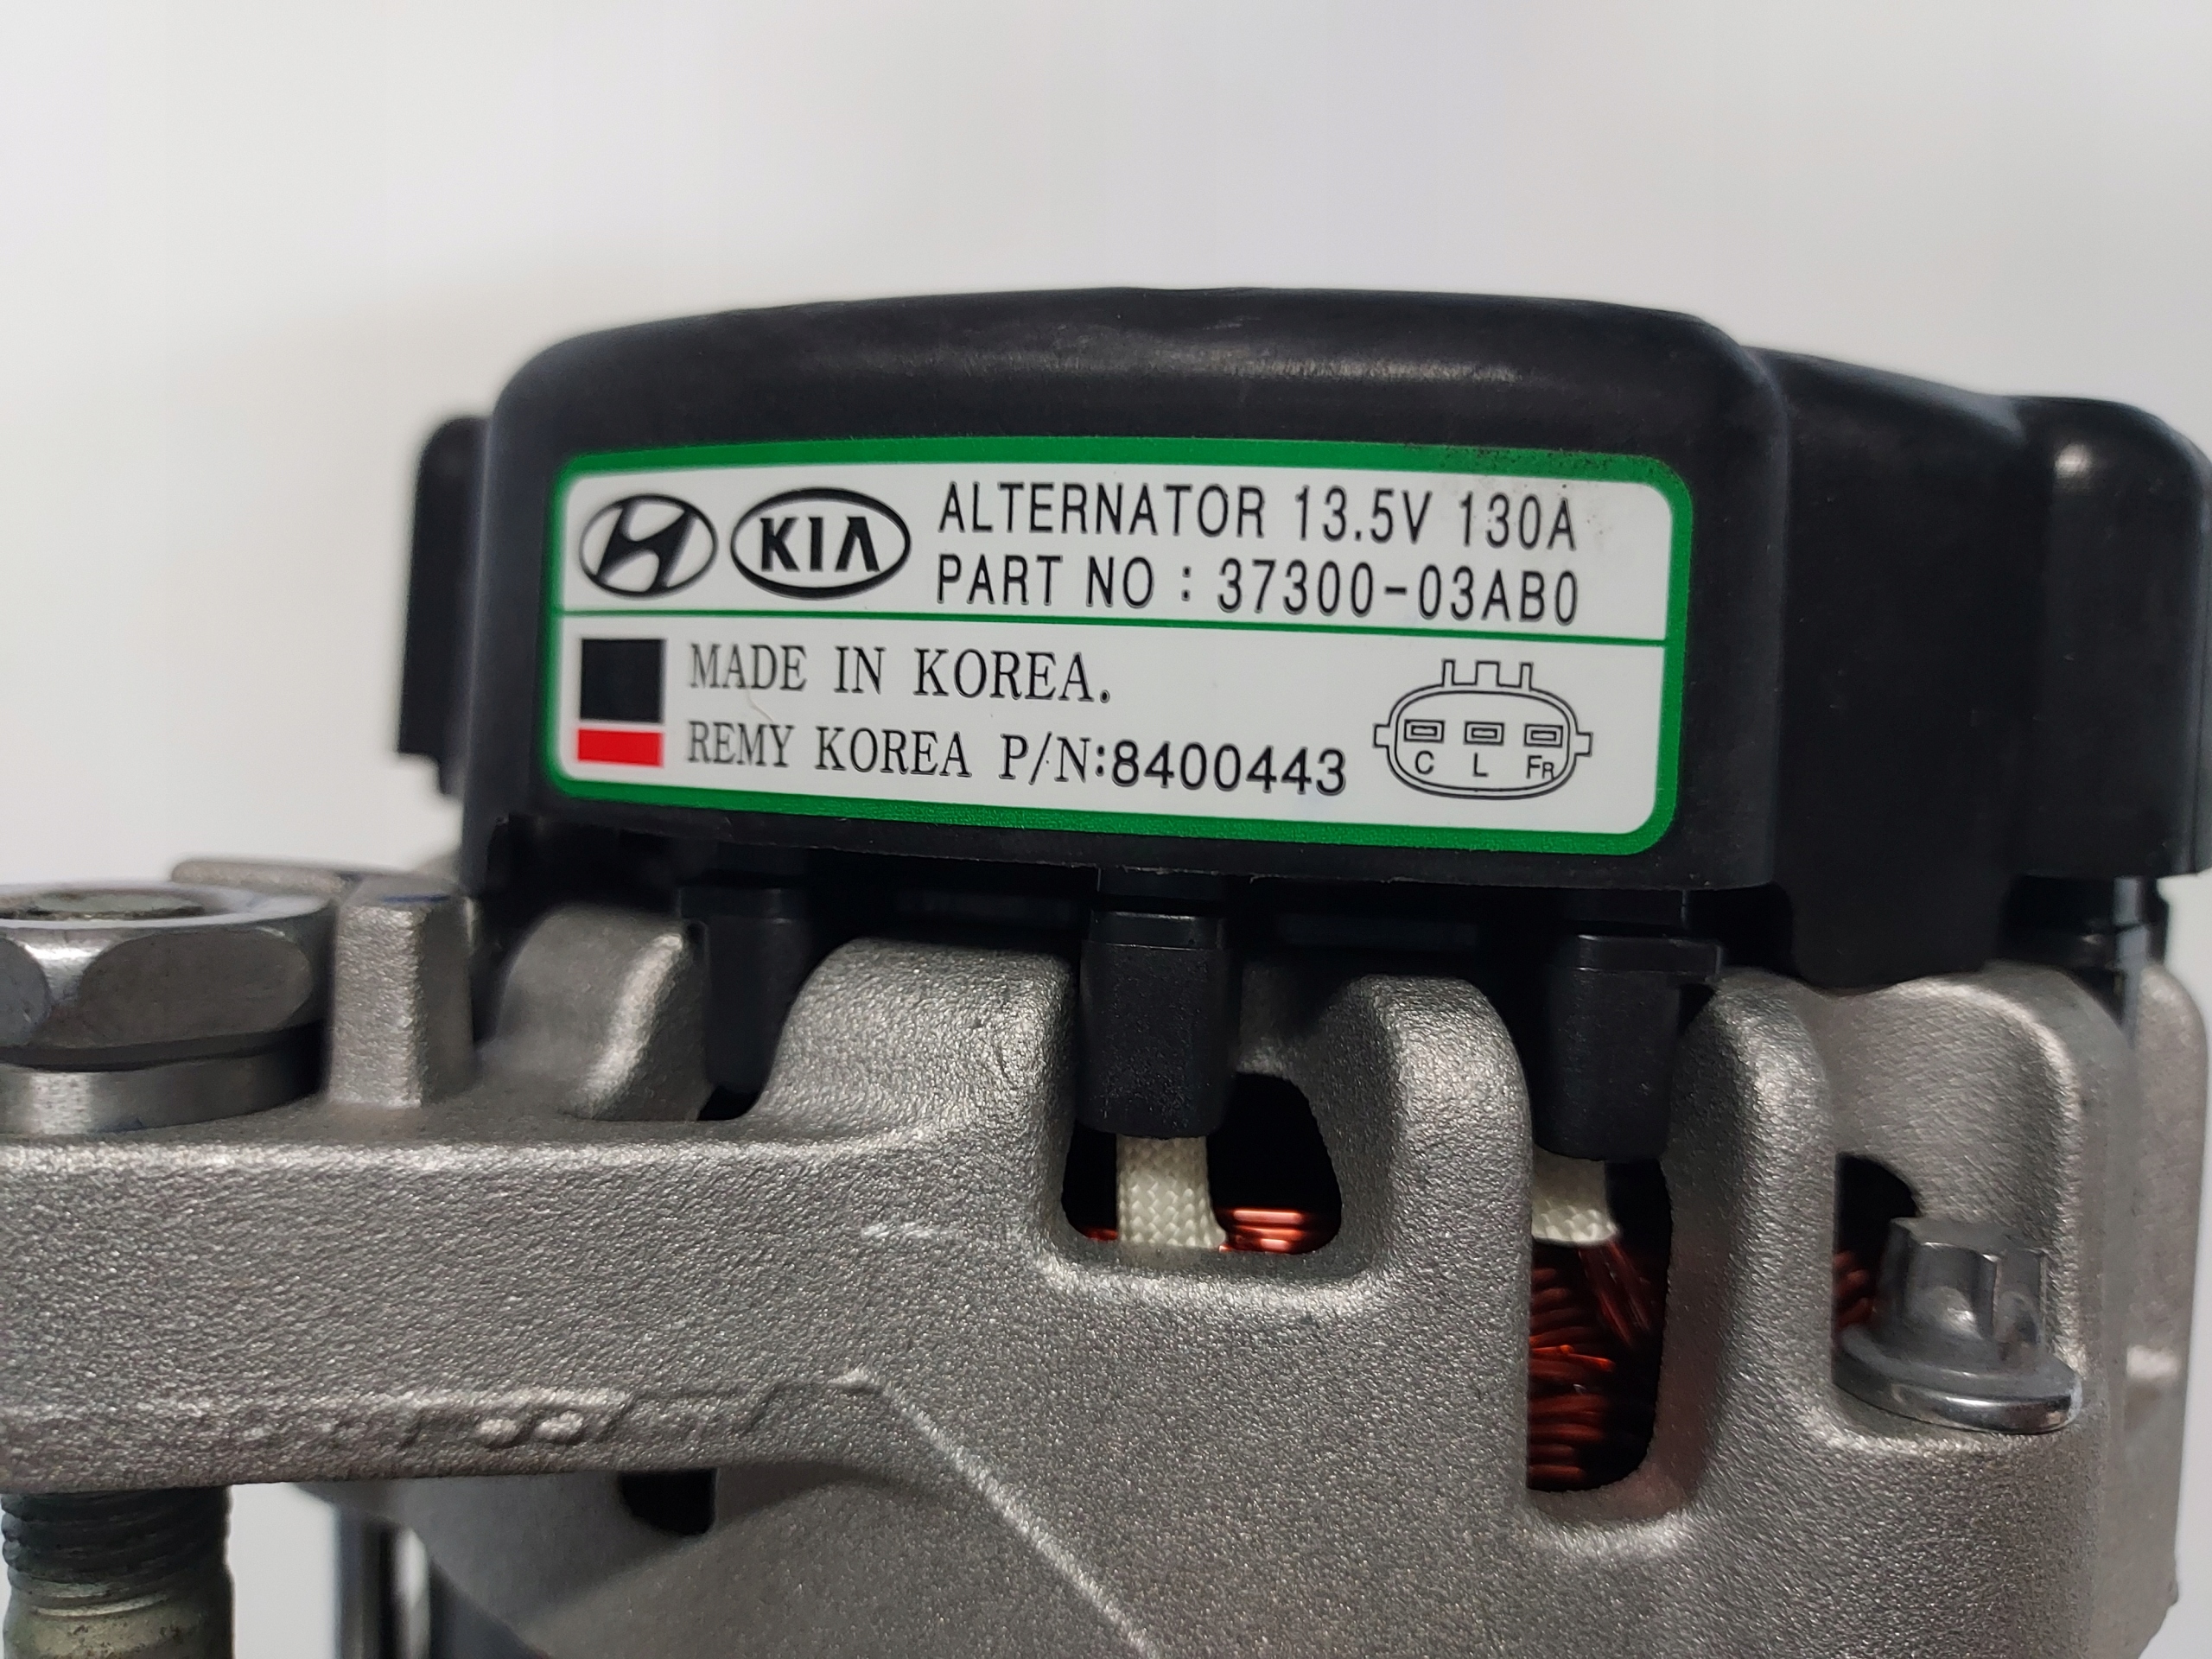 KIA ALTERNATOR 13.5V 130A
PART NO : 37300-03AB0
MADE IN KOREA.
REMY KOREA P/N:8400443
C L FR